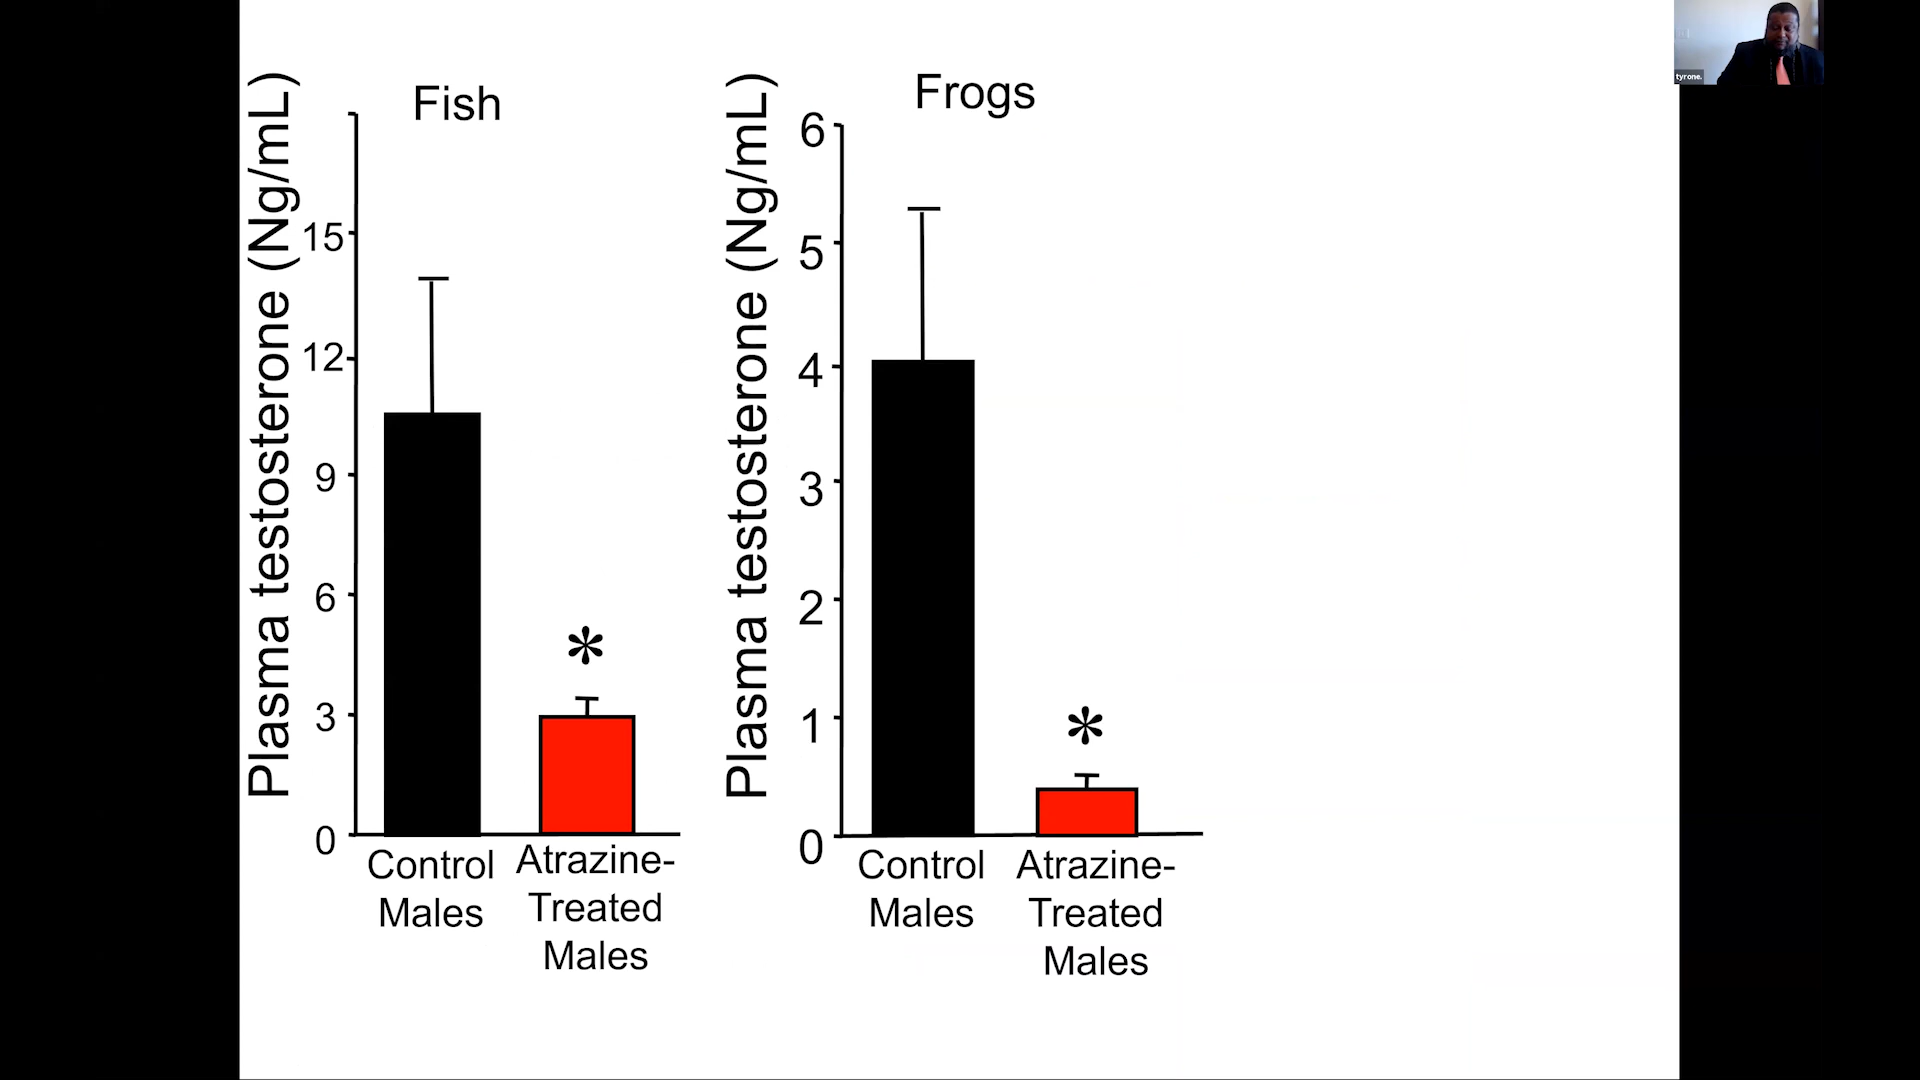 Fish
Plasma testosterone (Ng/mL)
15
12
9
6
3
0
*
Control
Males
Atrazine-
Treated
Males
Frogs
Plasma testosterone (Ng/mL)
6
5
4
3
2
1
0
*
Control
Males
Atrazine-
Treated
Males
tyrone.